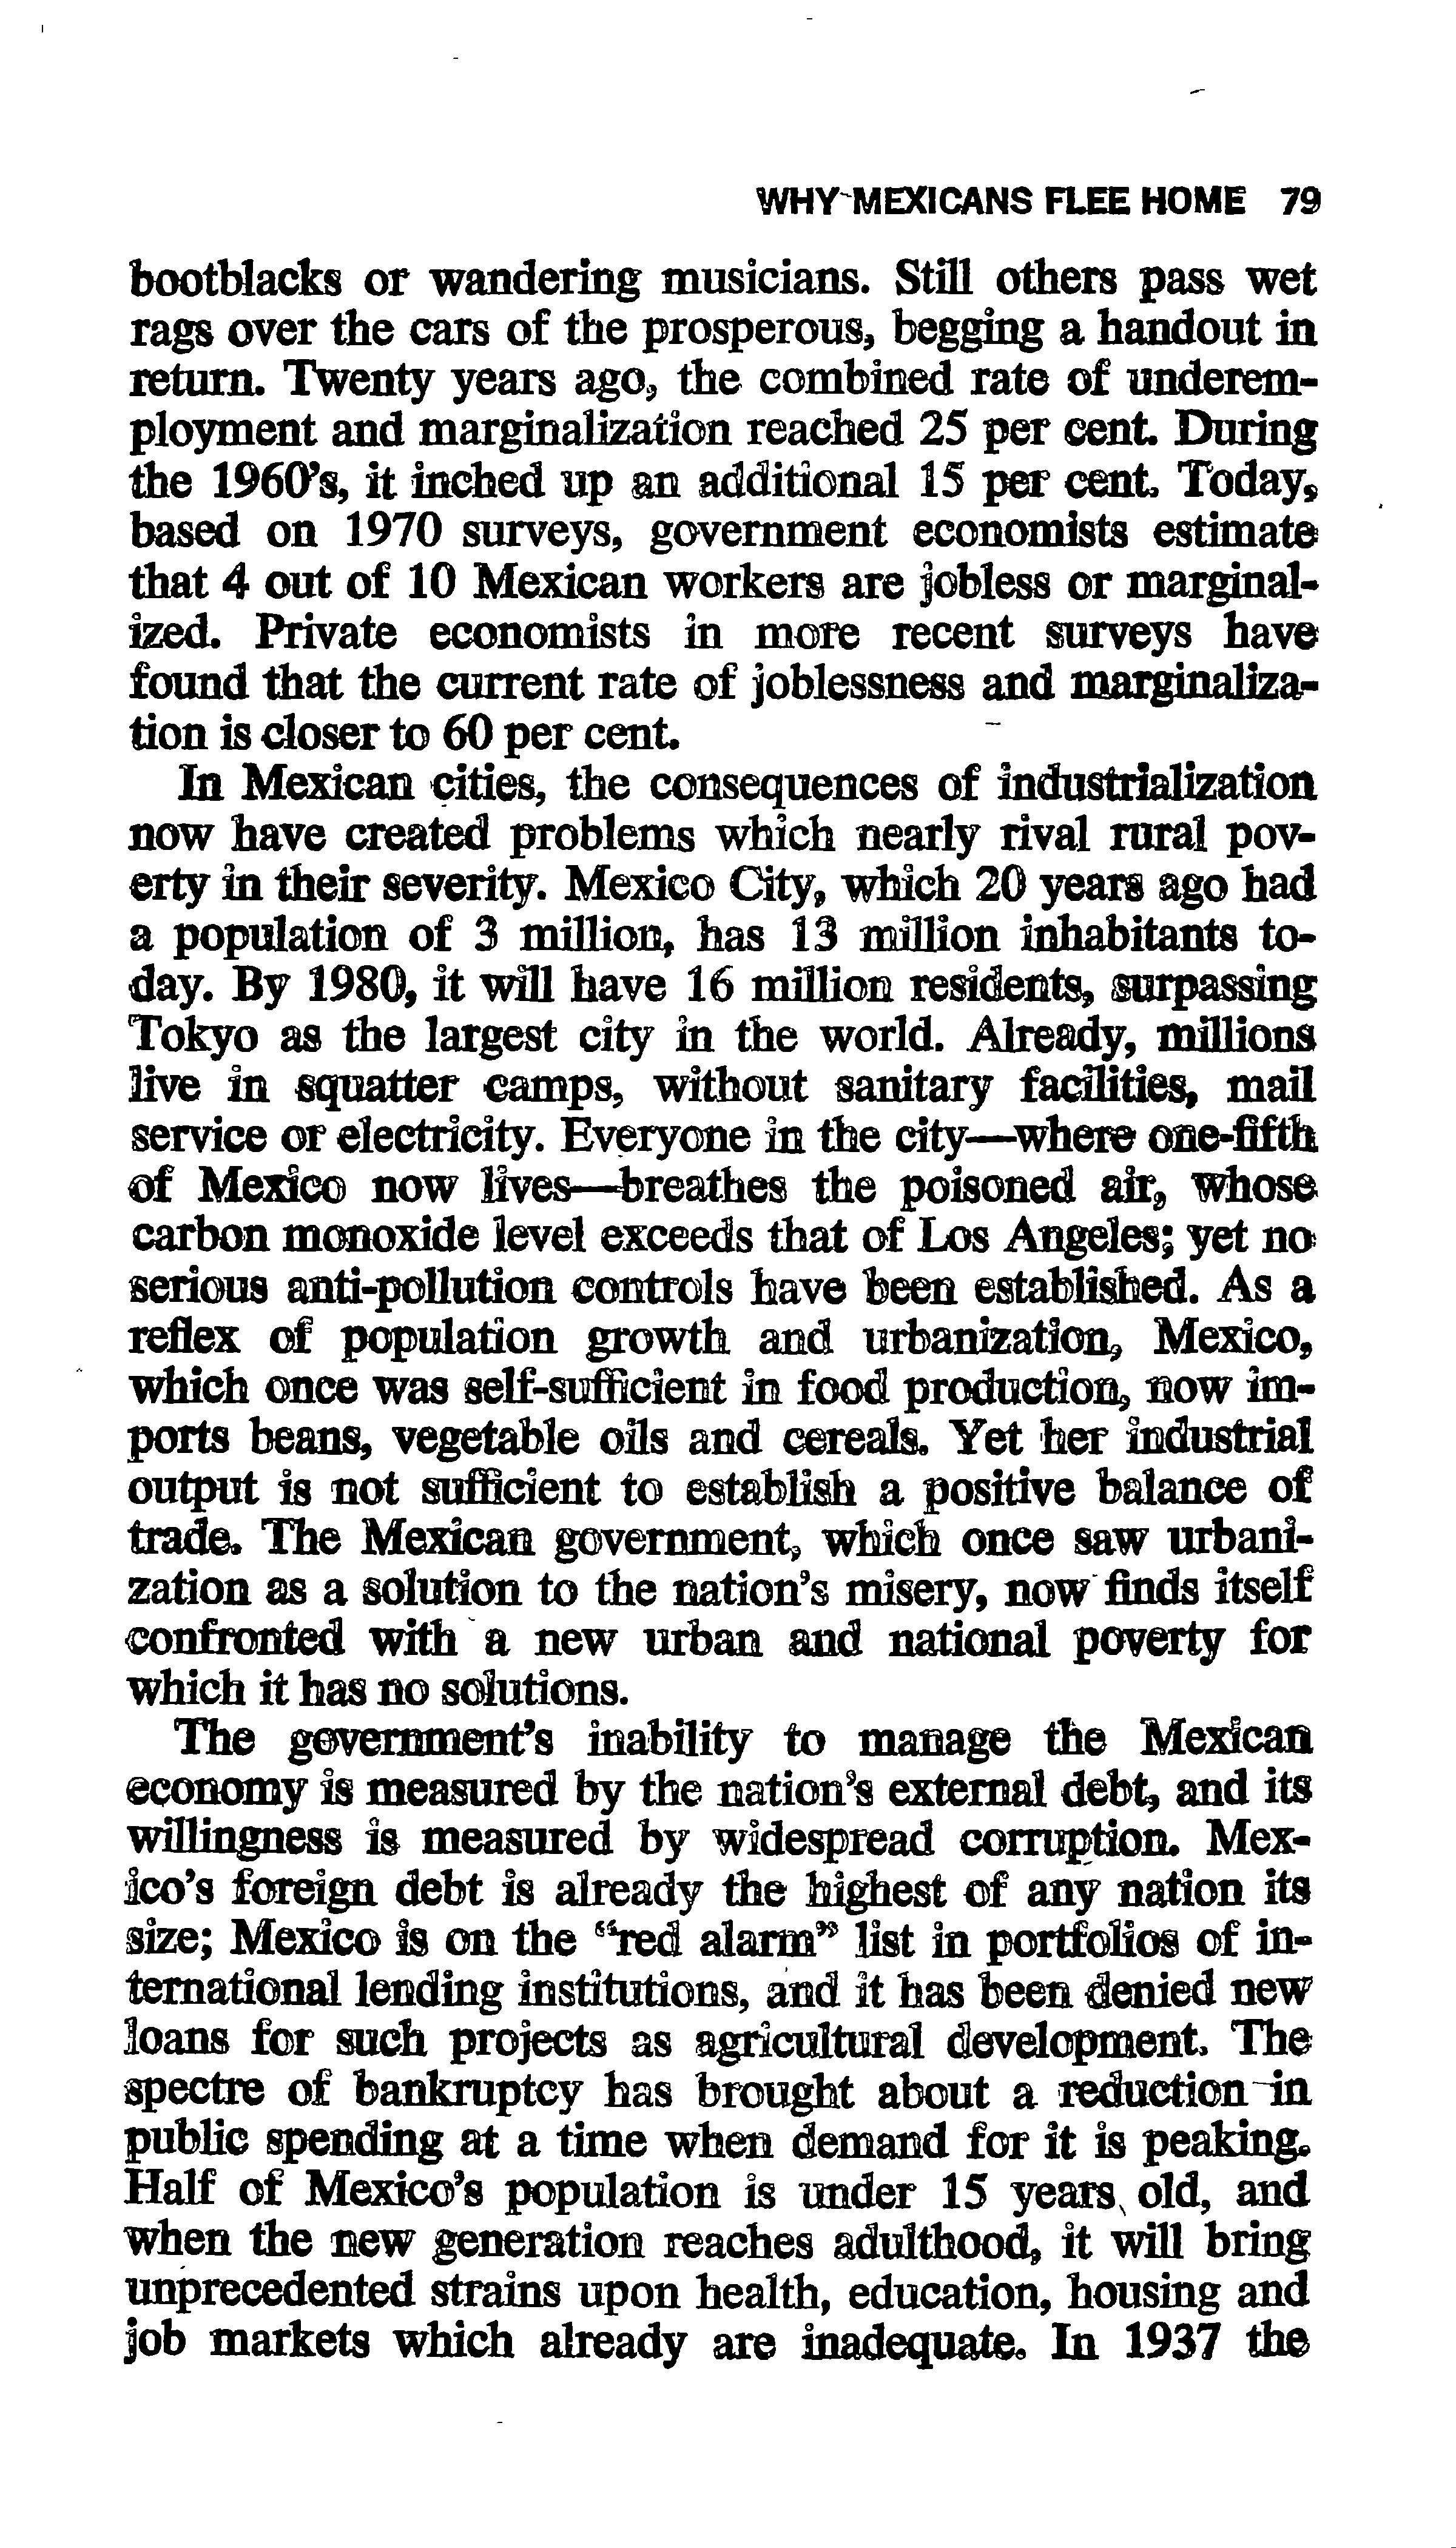 WHY MEXICANS FLEE HOME 79
bootblacks or wandering musicians. Still others pass wet
rags over the cars of the prosperous, begging a handout in
return. Twenty years ago, the combined rate of underem-
ployment and marginalization reached 25 per cent. During
the 1960's, it inched up an additional 15 per cent. Today,
based on 1970 surveys, government economists estimate
that 4 out of 10 Mexican workers are jobless or marginal-
ized. Private economists in more recent surveys have
found that the current rate of joblessness and marginaliza-
tion is closer to 60 per cent.
In Mexican cities, the consequences of industrialization
now have created problems which nearly rival rural pov-
erty in their severity. Mexico City, which 20 years ago had
a population of 3 million, has 13 million inhabitants to-
day. By 1980, it will have 16 million residents, surpassing
Tokyo as the largest city in the world. Already, millions
live in squatter camps, without sanitary facilities, mail
service or electricity. Everyone in the city—where one-fifth
of Mexico now lives—breathes the poisoned air, whose
carbon monoxide level exceeds that of Los Angeles; yet no
serious anti-pollution controls have been established. As a
reflex of population growth and urbanization, Mexico,
which once was self-sufficient in food production, now im-
ports beans, vegetable oils and cereals. Yet her industrial
output is not sufficient to establish a positive balance of
trade. The Mexican government, which once saw urbani-
zation as a solution to the nation's misery, now finds itself
confronted with a new urban and national poverty for
which it has no solutions.
The government's inability to manage the Mexican
economy is measured by the nation's external debt, and its
willingness is measured by widespread corruption. Mex-
ico's foreign debt is already the highest of any nation its
size; Mexico is on the "red alarm" list in portfolios of in-
ternational lending institutions, and it has been denied new
loans for such projects as agricultural development. The
spectre of bankruptcy has brought about a reduction in
public spending at a time when demand for it is peaking.
Half of Mexico's population is under 15 years old, and
when the new generation reaches adulthood, it will bring
unprecedented strains upon health, education, housing and
job markets which already are inadequate. In 1937 the